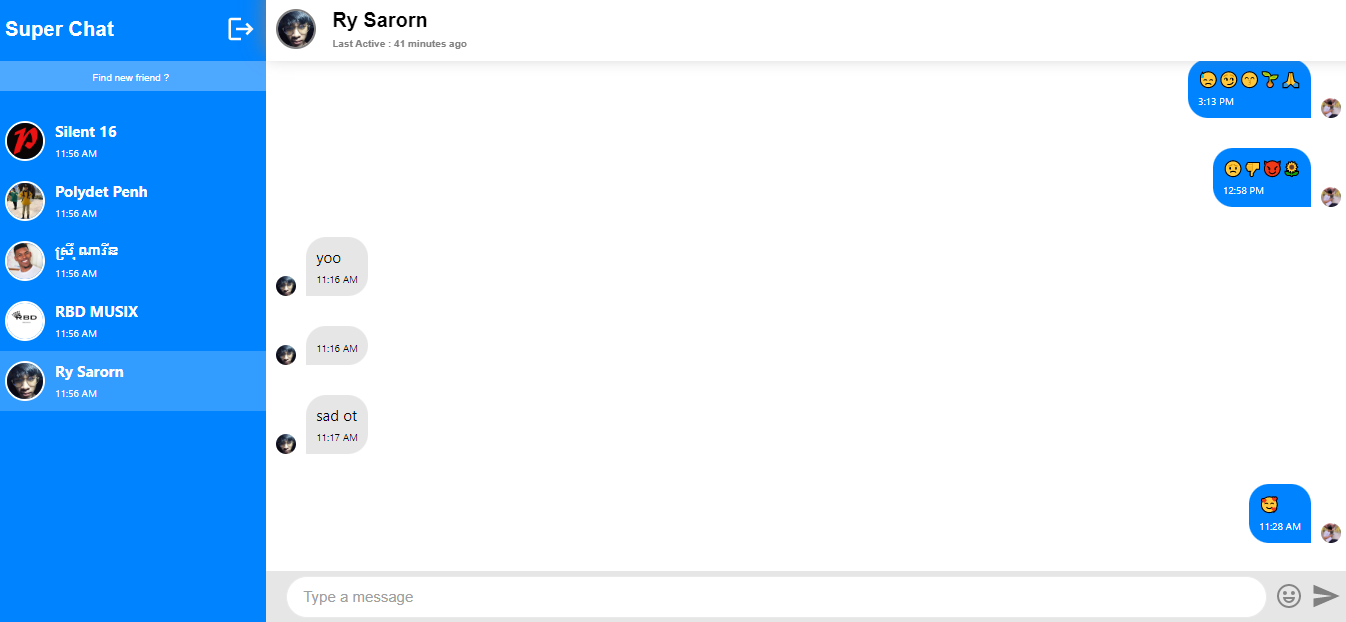 Super Chat
Find new friend ?
Silent 16
11:56 AM
Polydet Penh
11:56 AM
ស្រ៊ី ណារីន
11:56 AM
RBD
RBD MUSIX
11:56 AM
Ry Sarorn
11:56 AM
Ry Sarorn
Last Active : 41 minutes ago
😞😏😙🌱🙏
3:13 PM
🙁👎😈🌻
12:58 PM
yoo
11:16 AM
11:16 AM
sad ot
11:17 AM
🥰
11:28 AM
Type a message